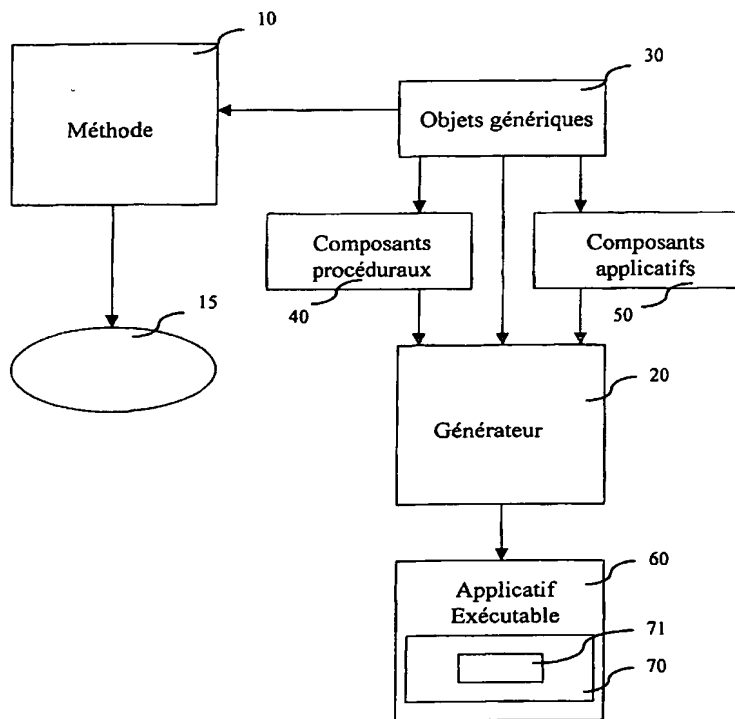 10
30
Méthode
Objets génériques
Composants
procéduraux
Composants
applicatifs
15
40
50
20
Générateur
60
Applicatif
Exécutable
71
70